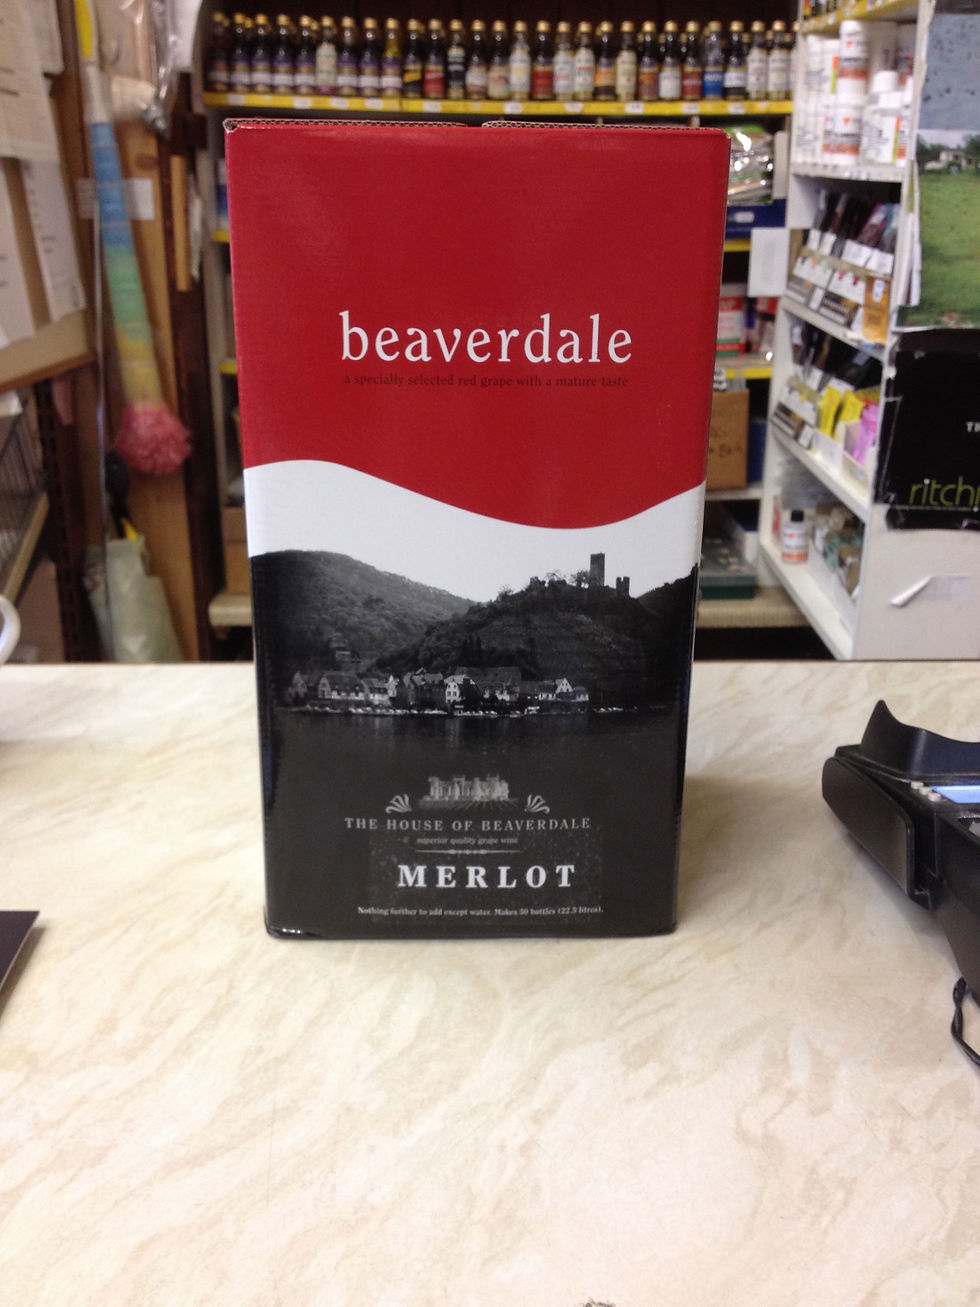 beaverdale
a specially selected red grape with a mature taste
THE HOUSE OF BEAVERDALE
superior quality grape wine
MERLOT
Nothing further to add except water. Makes 30 bottles (22.5 litres).
ritch